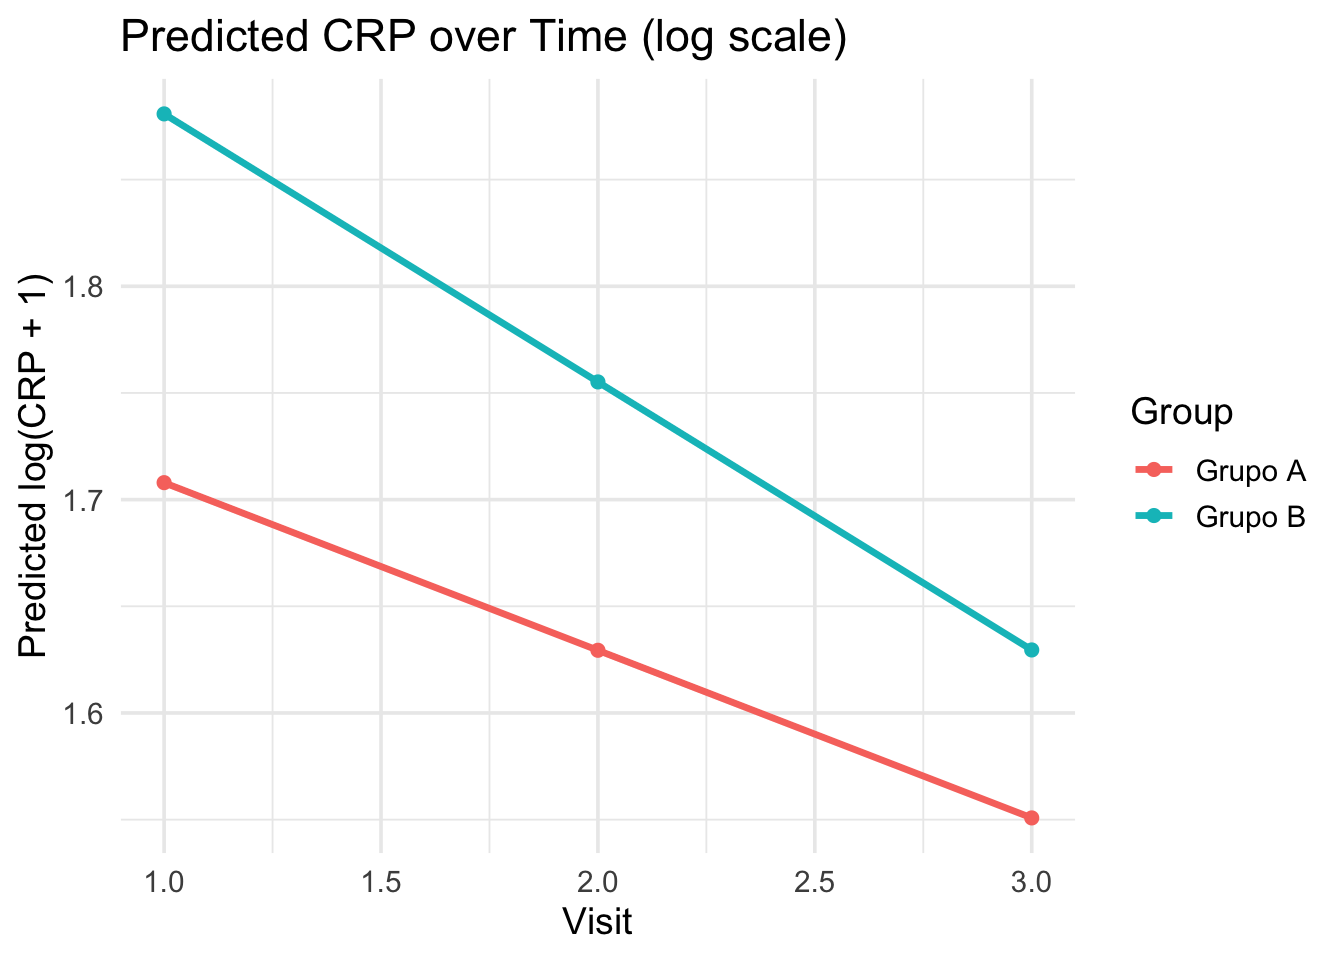 Predicted CRP over Time (log scale)
Predicted log(CRP + 1)
1.8
1.7
1.6
1.0 1.5 2.0 2.5 3.0
Visit
Group
Grupo A
Grupo B